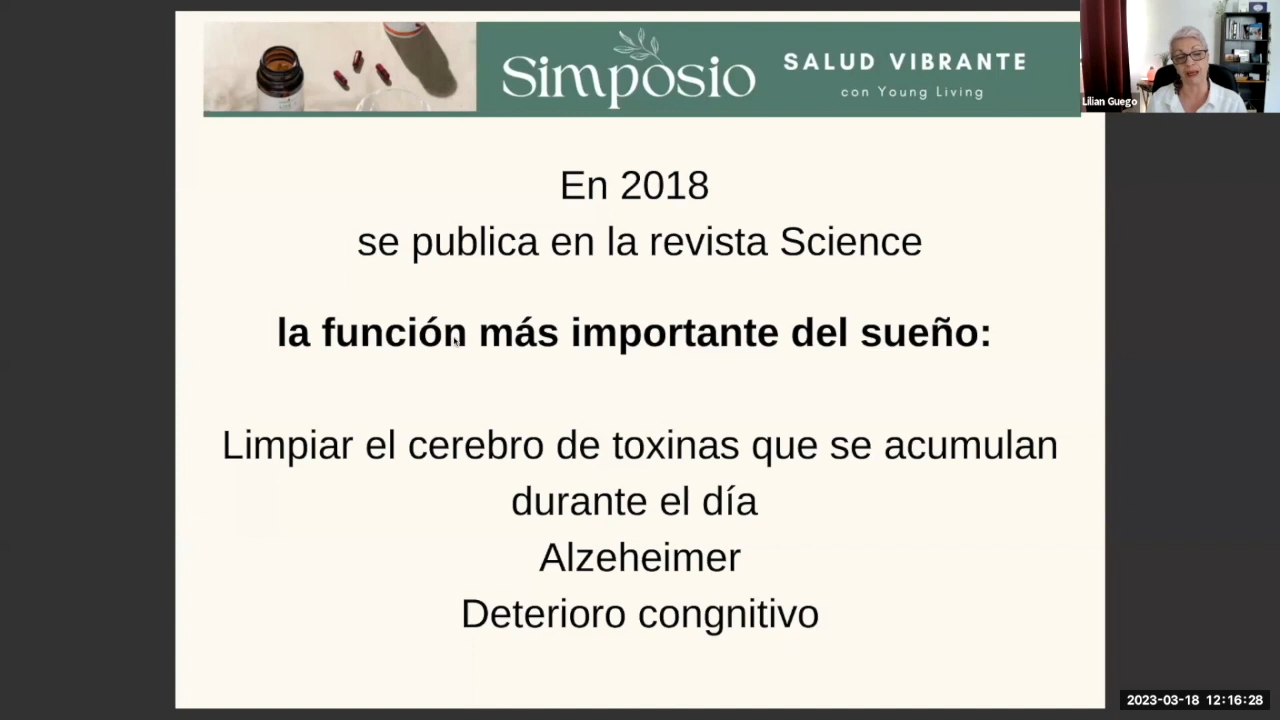 Simposio
SALUD VIBRANTE
con Young Living
Lilian Guego
En 2018
se publica en la revista Science
la función más importante del sueño:
Limpiar el cerebro de toxinas que se acumulan
durante el día
Alzeheimer
Deterioro congnitivo
2023-03-18 12:16:28